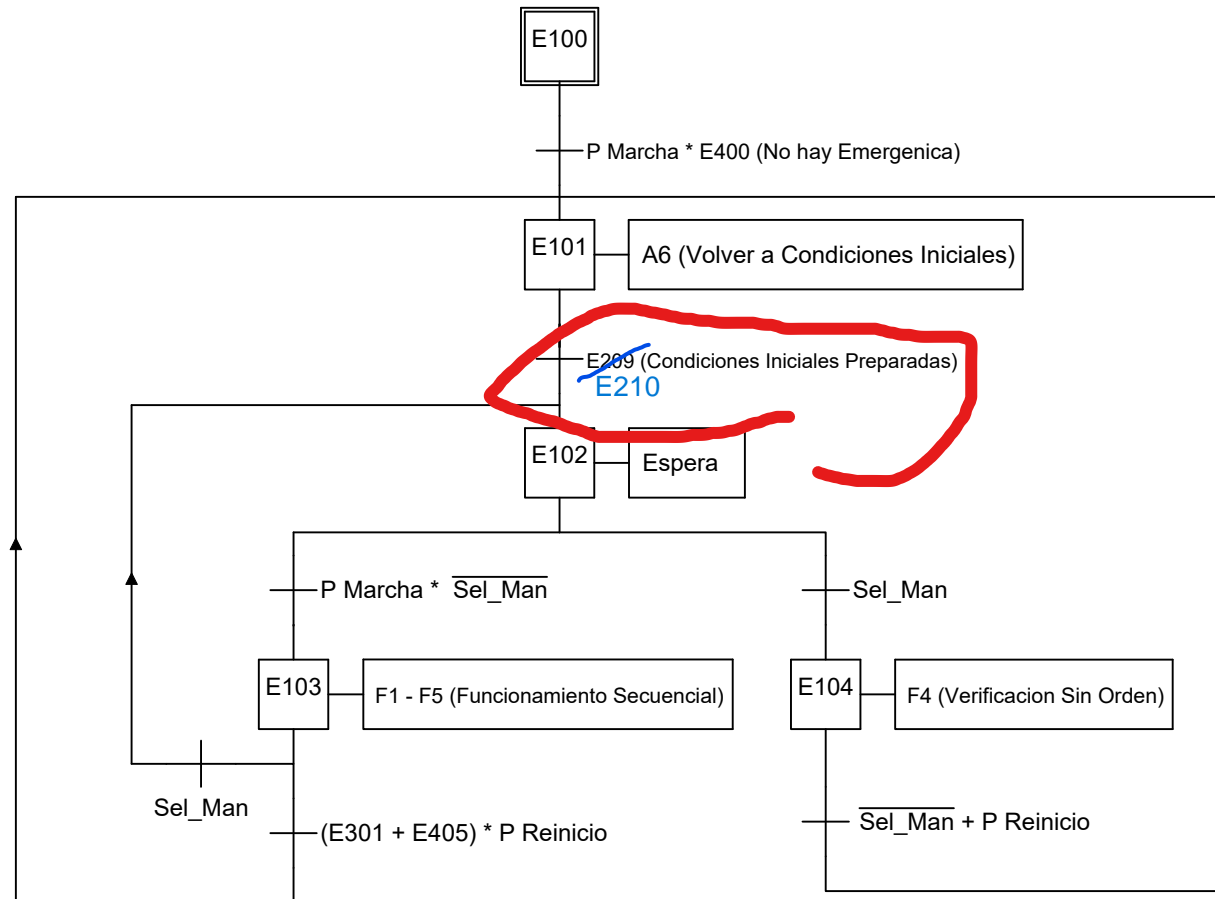 E100
P Marcha * E400 (No hay Emergenica)
E101
A6 (Volver a Condiciones Iniciales)
E209 (Condiciones Iniciales Preparadas)
E210
E102
Espera
P Marcha * Sel_Man
Sel_Man
E103
F1 - F5 (Funcionamiento Secuencial)
E104
F4 (Verificacion Sin Orden)
Sel_Man
(E301 + E405) * P Reinicio
Sel_Man + P Reinicio